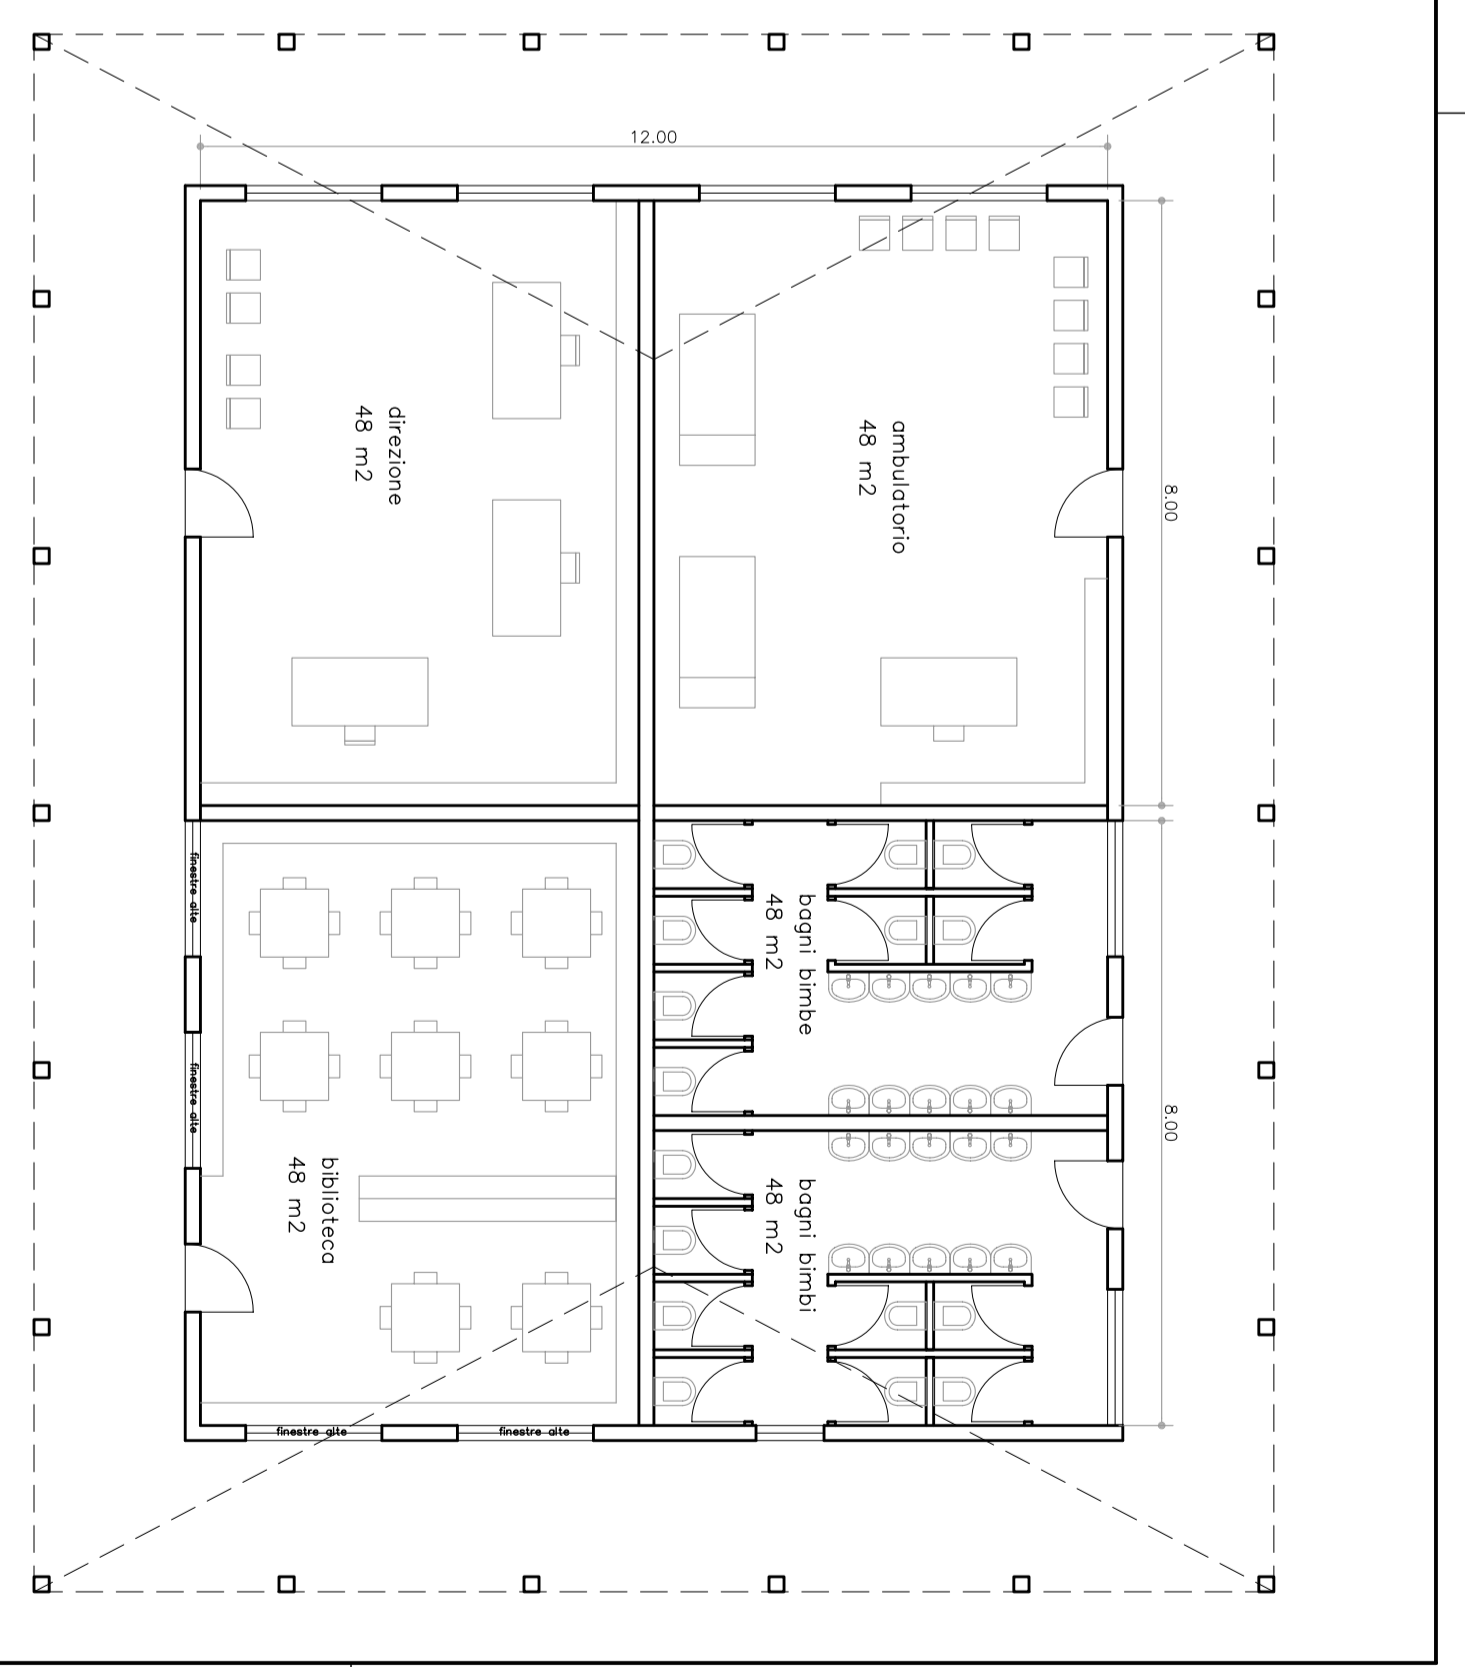 12.00
direzione
48 m2
ambulatorio
48 m2
8.00
finestre alte
finestre alte
bagni bimbe
48 m2
8.00
biblioteca
48 m2
bagni bimbi
48 m2
finestre alte
finestre alte